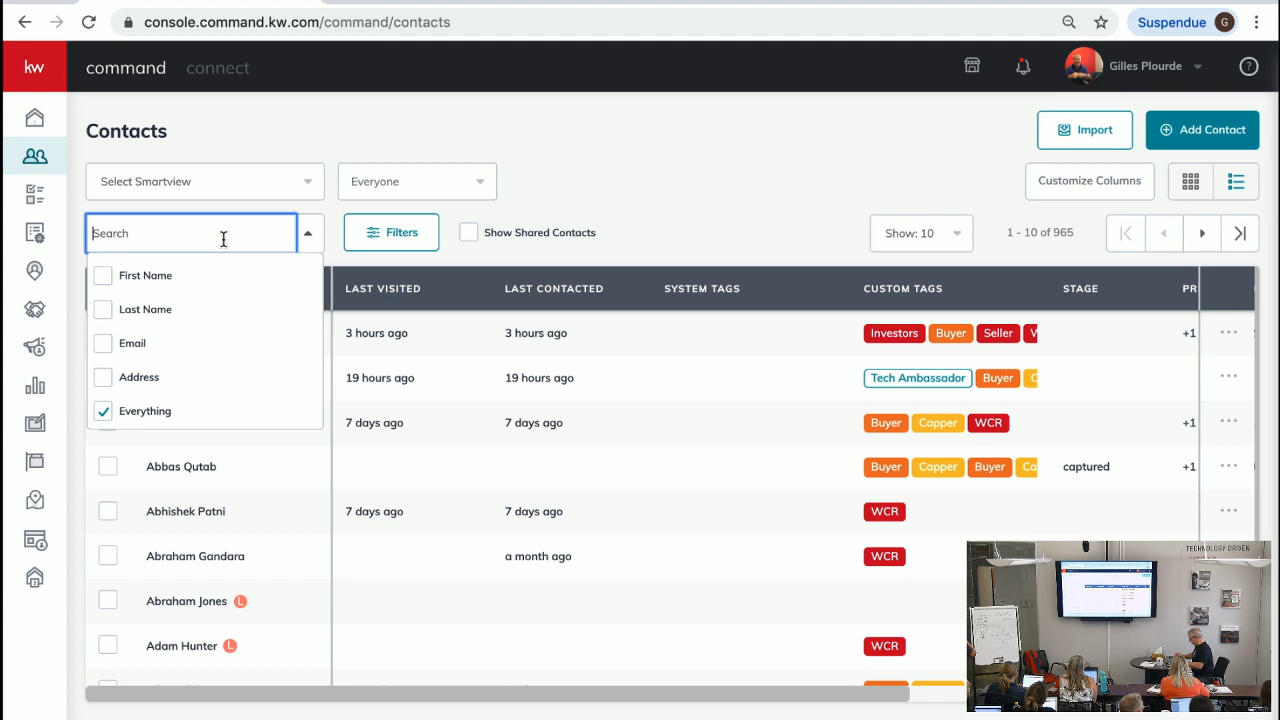 console.command.kw.com/command/contacts
Suspendue
G
kw
command
connect
Gilles Plourde
?
Contacts
Import
Add Contact
Select Smartview
Everyone
Customize Columns
Search
Filters
Show Shared Contacts
Show: 10
1 - 10 of 965
First Name
Last Name
Email
Address
Everything
LAST VISITED
LAST CONTACTED
SYSTEM TAGS
CUSTOM TAGS
STAGE
PR
3 hours ago
3 hours ago
Investors
Buyer
Seller
+1
19 hours ago
19 hours ago
Tech Ambassador
Buyer
7 days ago
7 days ago
Buyer
Capper
WCR
+1
Abbas Qutab
Buyer
Capper
Buyer
Ca
captured
+1
Abhishek Patni
7 days ago
7 days ago
WCR
Abraham Gandara
a month ago
WCR
Abraham Jones L
Adam Hunter L
WCR
TECHNOLOGY DRIVEN